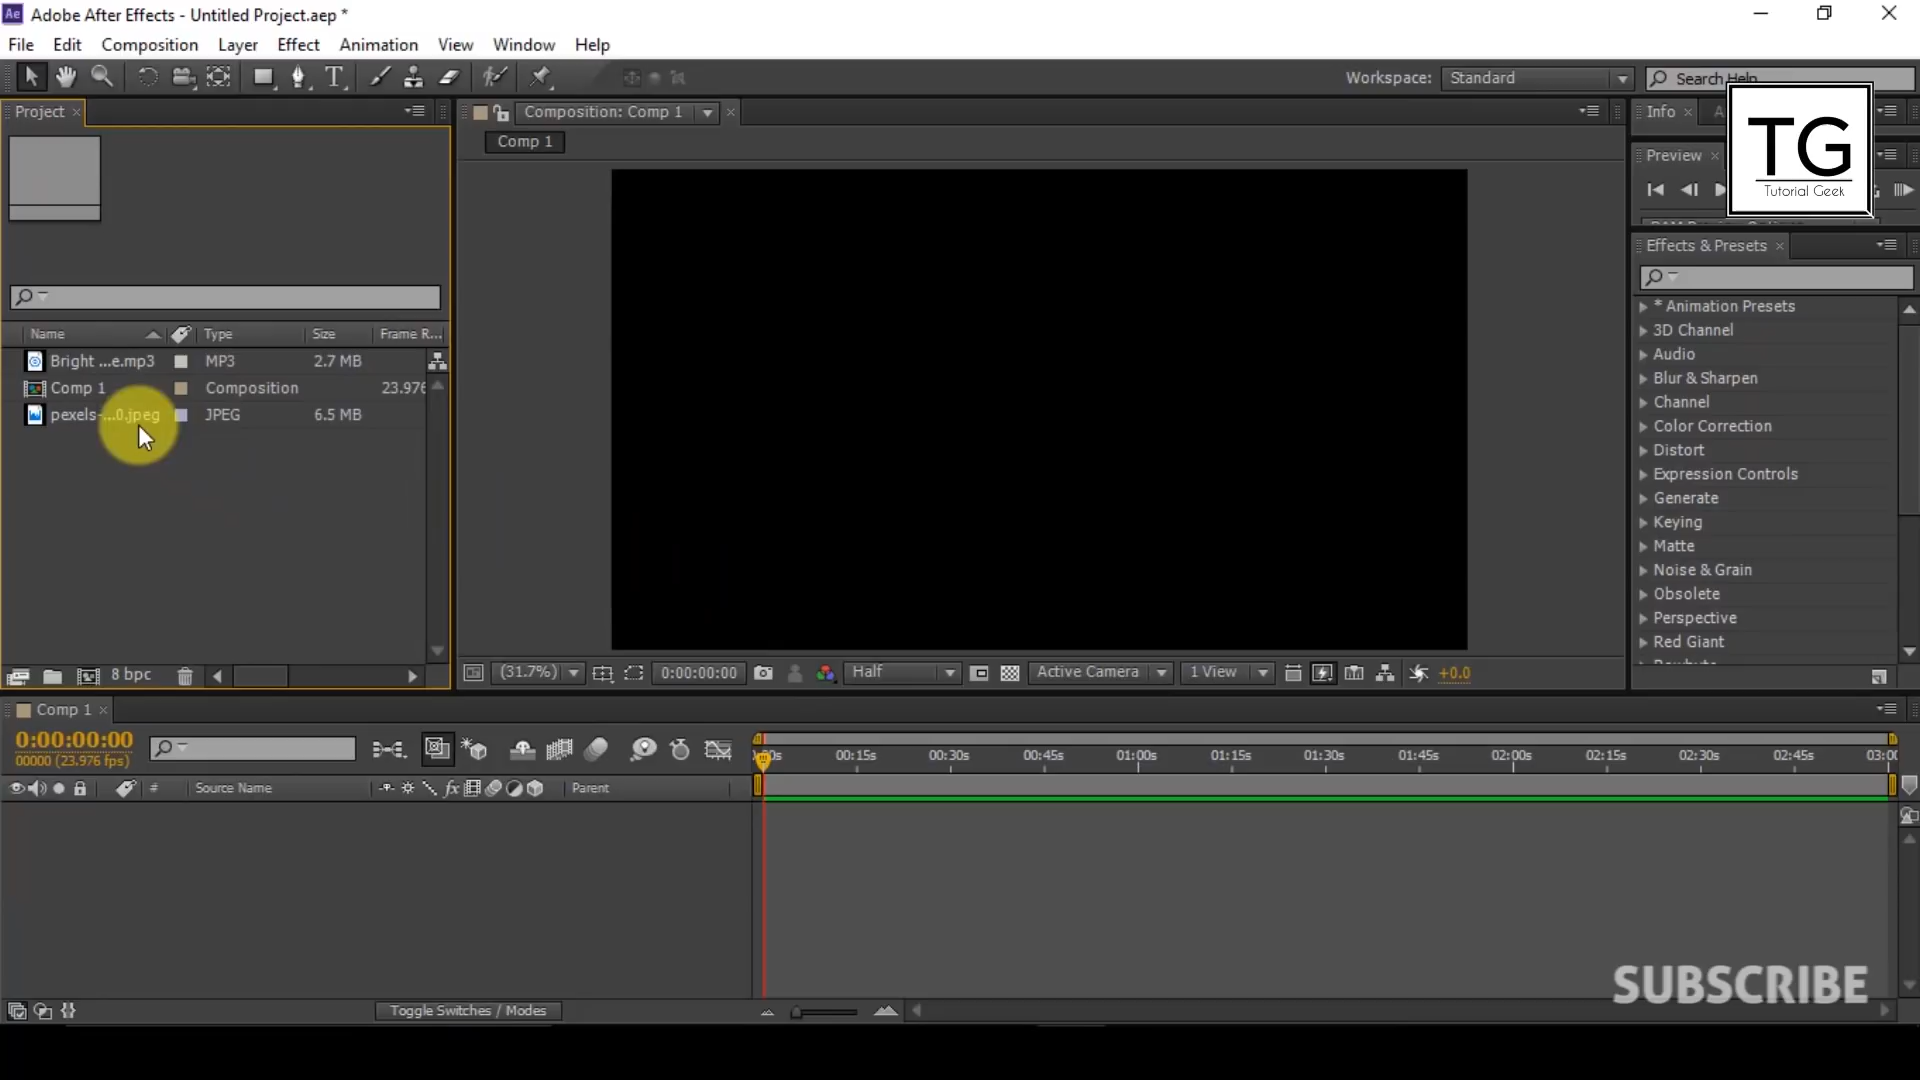 Ae Adobe After Effects - Untitled Project.aep *
File Edit Composition Layer Effect Animation View Window Help
T Workspace: Standard Search Help
Project × Composition: Comp 1 × Info ×
Comp 1
TG
Tutorial Geek
Preview ×
Effects & Presets ×
Name Type Size Frame R...
Bright ...e.mp3 MP3 2.7 MB
Comp 1 Composition 23.976
pexels-...0.jpeg JPEG 6.5 MB
* Animation Presets
3D Channel
Audio
Blur & Sharpen
Channel
Color Correction
Distort
Expression Controls
Generate
Keying
Matte
Noise & Grain
Obsolete
Perspective
Red Giant
8 bpc
(31.7%) 0:00:00:00 Half Active Camera 1 View +0.0
Comp 1 ×
0:00:00:00
00000 (23.976 fps)
00:15s 00:30s 00:45s 01:00s 01:15s 01:30s 01:45s 02:00s 02:15s 02:30s 02:45s 03:00
# Source Name fx Parent
SUBSCRIBE
Toggle Switches / Modes